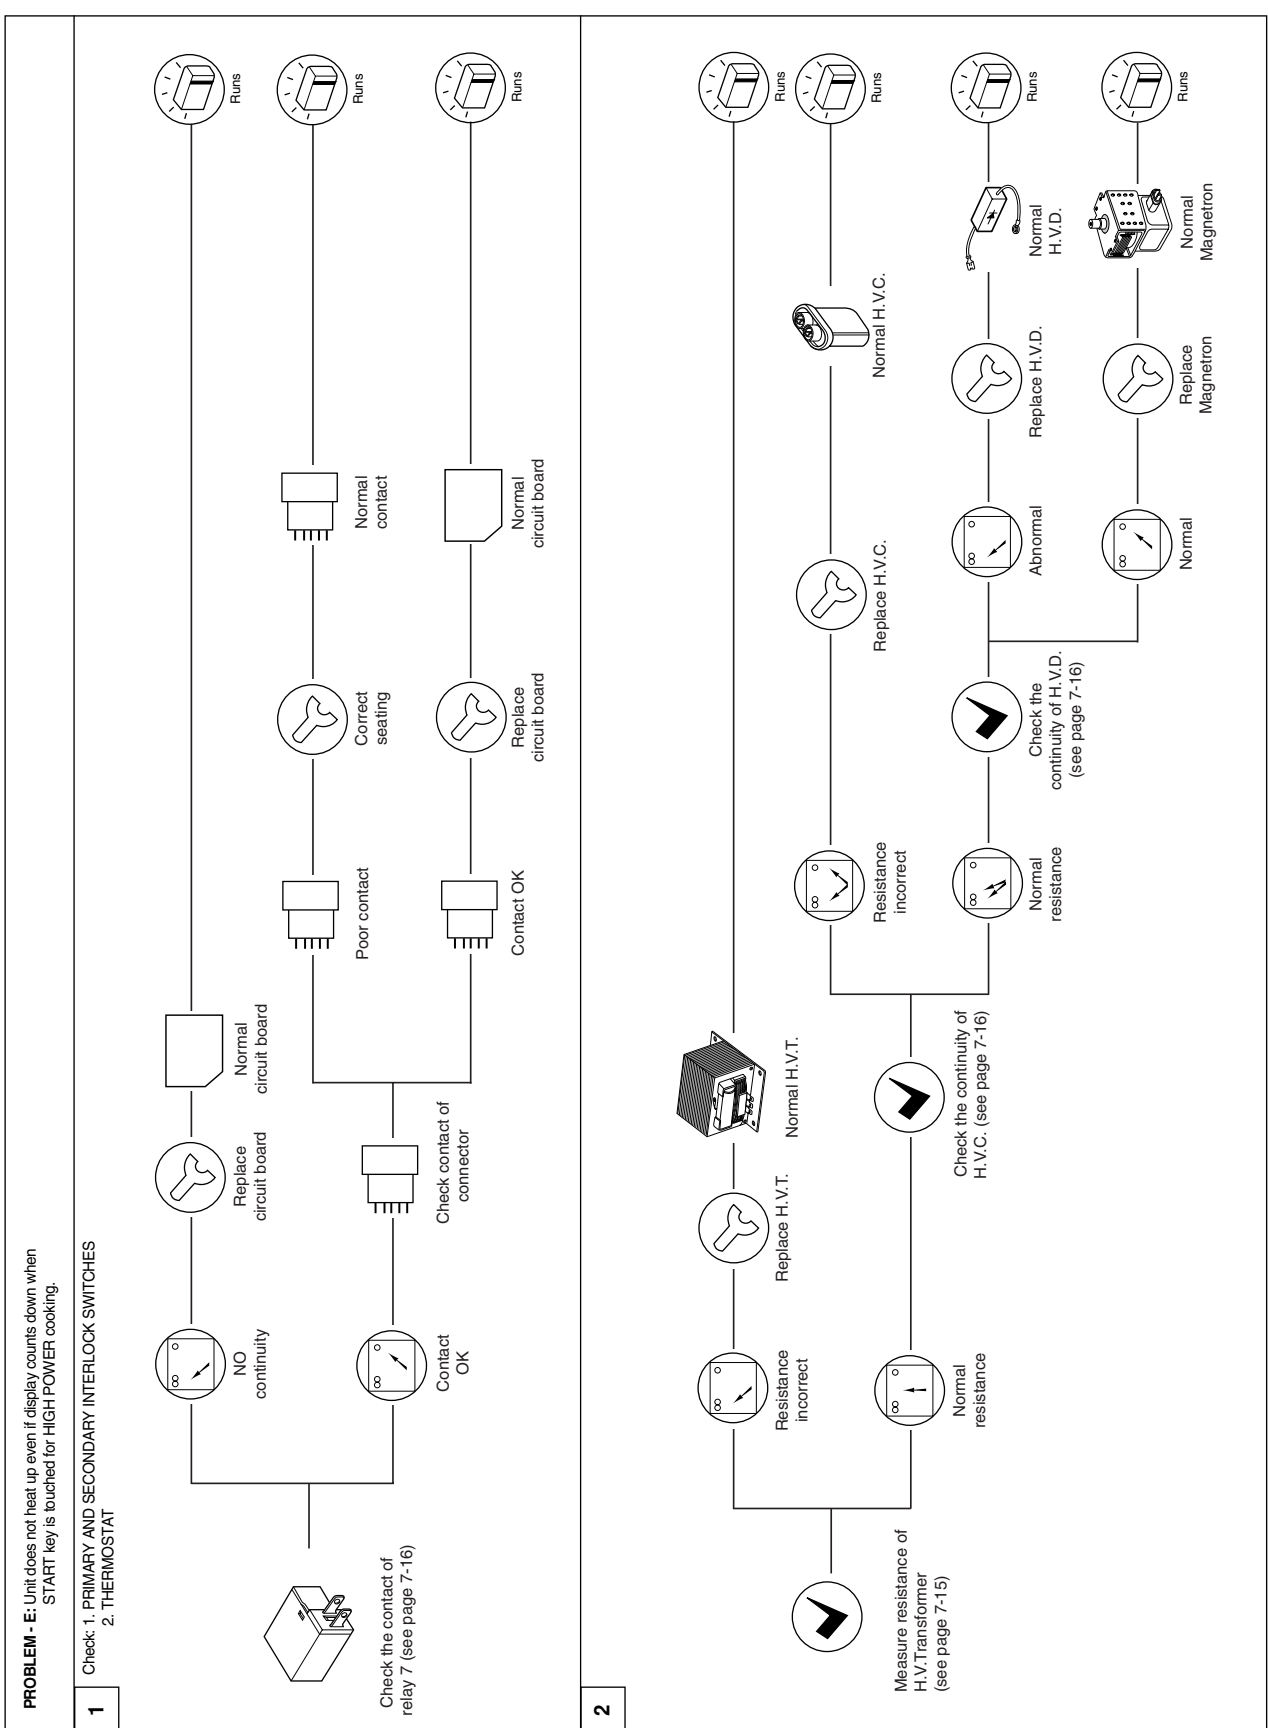 PROBLEM - E: Unit does not heat up even if display counts down when
START key is touched for HIGH POWER cooking.
Check: 1. PRIMARY AND SECONDARY INTERLOCK SWITCHES
2. THERMOSTAT
1
Check the contact of
relay 7 (see page 7-16)
NO
continuity
Replace
circuit board
Normal
circuit board
Runs
Contact
OK
Check contact of
connector
Poor contact
Correct
seating
Normal
contact
Runs
Contact OK
Replace
circuit board
Normal
circuit board
Runs
2
Measure resistance of
H.V.Transformer
(see page 7-15)
Resistance
incorrect
Replace H.V.T.
Normal H.V.T.
Runs
Normal
resistance
Check the continuity of
H.V.C. (see page 7-16)
Resistance
incorrect
Replace H.V.C.
Normal H.V.C.
Runs
Normal
resistance
Check the
continuity of H.V.D.
(see page 7-16)
Abnormal
Replace H.V.D.
Normal
H.V.D.
Runs
Normal
Replace
Magnetron
Normal
Magnetron
Runs